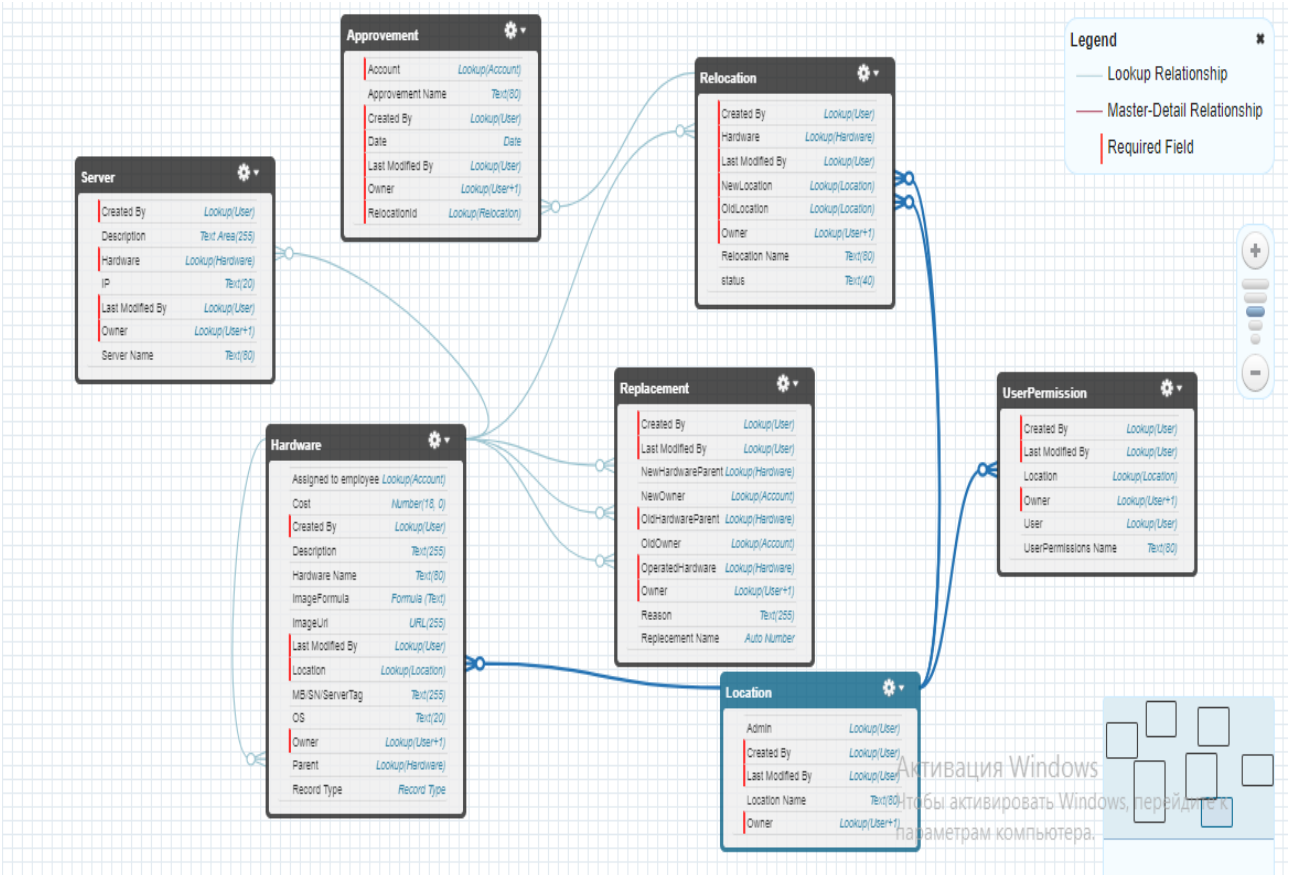 Approvement
Account Lookup(Account)
Approvement Name Text(80)
Created By Lookup(User)
Date Date
Last Modified By Lookup(User)
Owner Lookup(User+1)
RelocationId Lookup(Relocation)
Relocation
Created By Lookup(User)
Hardware Lookup(Hardware)
Last Modified By Lookup(User)
NewLocation Lookup(Location)
OldLocation Lookup(Location)
Owner Lookup(User+1)
Relocation Name Text(80)
status Text(40)
Legend
Lookup Relationship
Master-Detail Relationship
Required Field
Server
Created By Lookup(User)
Description Text Area(255)
Hardware Lookup(Hardware)
IP Text(20)
Last Modified By Lookup(User)
Owner Lookup(User+1)
Server Name Text(80)
Replacement
Created By Lookup(User)
Last Modified By Lookup(User)
NewHardwareParent Lookup(Hardware)
NewOwner Lookup(Account)
OldHardwareParent Lookup(Hardware)
OldOwner Lookup(Account)
OperatedHardware Lookup(Hardware)
Owner Lookup(User+1)
Reason Text(255)
Replecement Name Auto Number
UserPermission
Created By Lookup(User)
Last Modified By Lookup(User)
Location Lookup(Location)
Owner Lookup(User+1)
User Lookup(User)
UserPermissions Name Text(80)
Hardware
Assigned to employee Lookup(Account)
Cost Number(18, 0)
Created By Lookup(User)
Description Text(255)
Hardware Name Text(80)
ImageFormula Formula (Text)
ImageUrl URL(255)
Last Modified By Lookup(User)
Location Lookup(Location)
MB/SN/ServerTag Text(255)
OS Text(20)
Owner Lookup(User+1)
Parent Lookup(Hardware)
Record Type Record Type
Location
Admin Lookup(User)
Created By Lookup(User)
Last Modified By Lookup(User)
Location Name Text(80)
Owner Lookup(User+1)
Активация Windows
Чтобы активировать Windows, перейдите к
параметрам компьютера.